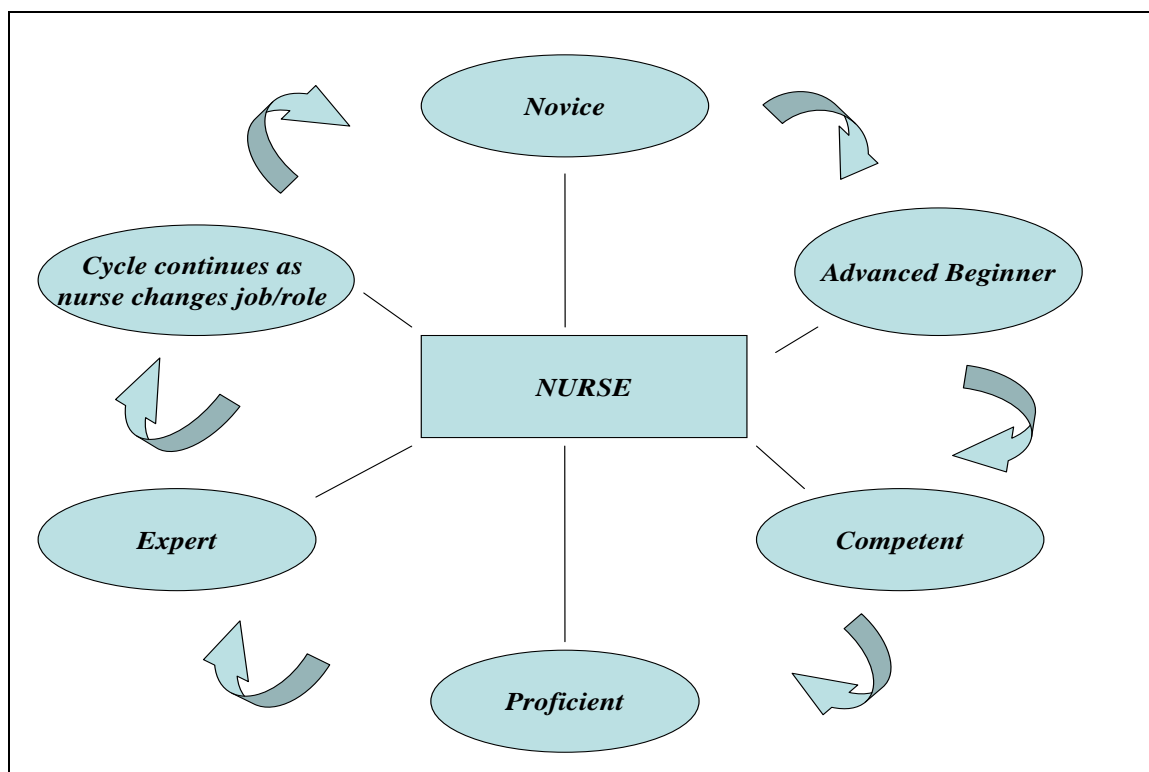 Novice
Advanced Beginner
Cycle continues as
nurse changes job/role
NURSE
Expert
Competent
Proficient